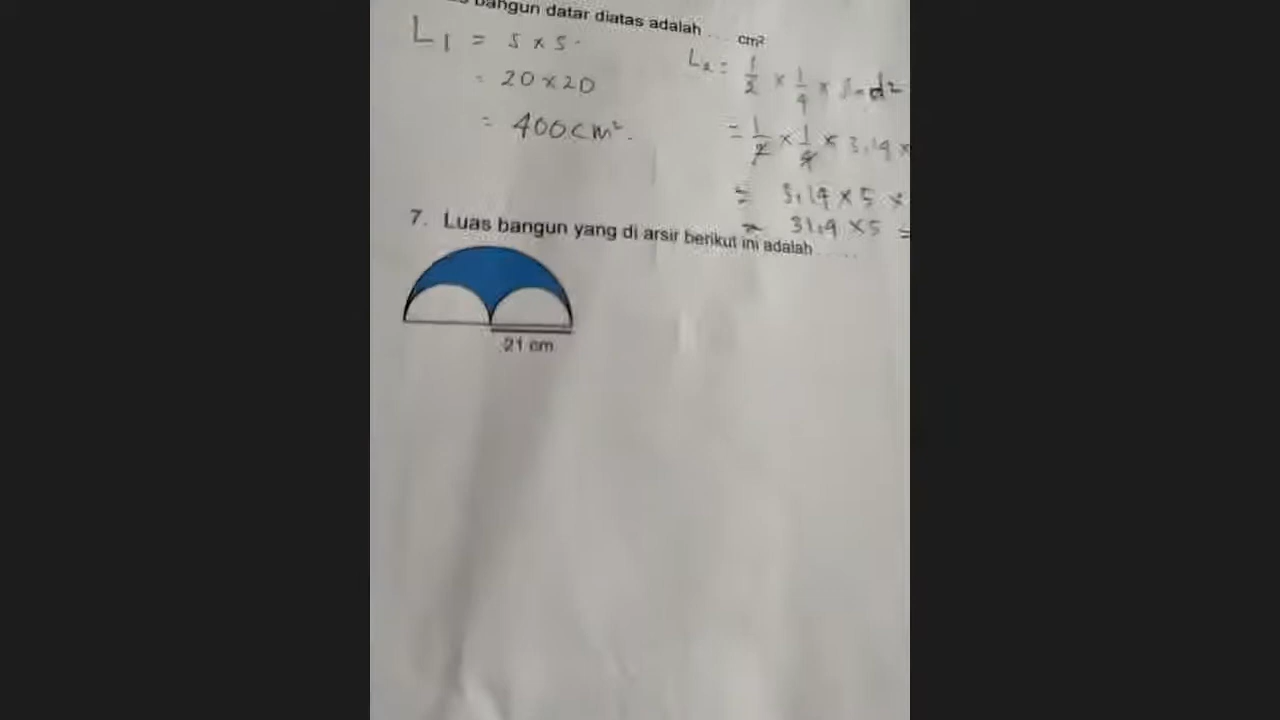 bangun datar diatas adalah .... cm²
L1 = s x s
= 20 x 20
= 400 cm².
L2 = 1/2 x 1/4 x d²
= 1/2 x 1/4 x 3,14 x
= 3,14 x 5 x
= 31,4 x 5 =
7. Luas bangun yang di arsir berikut ini adalah .....
21 cm